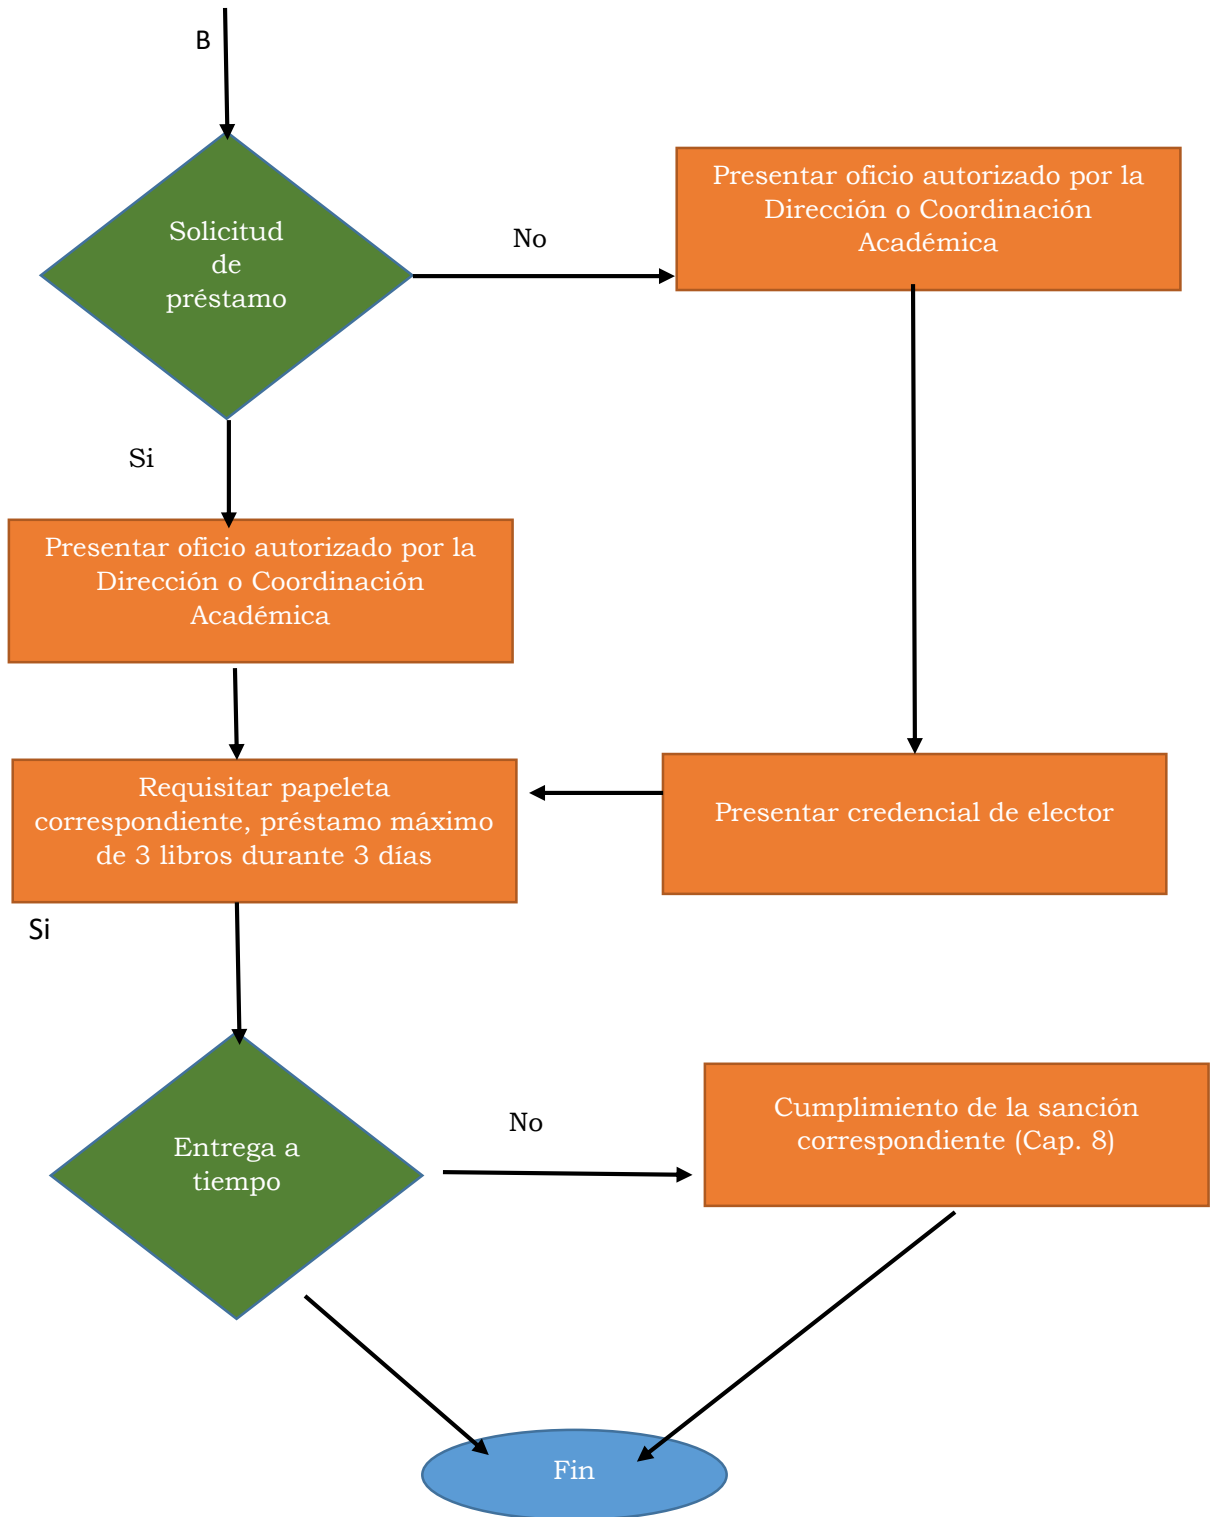 B
Solicitud
de
préstamo
No
Presentar oficio autorizado por la
Dirección o Coordinación
Académica
Si
Presentar oficio autorizado por la
Dirección o Coordinación
Académica
Requisitar papeleta
correspondiente, préstamo máximo
de 3 libros durante 3 días
Presentar credencial de elector
Si
Entrega a
tiempo
No
Cumplimiento de la sanción
correspondiente (Cap. 8)
Fin